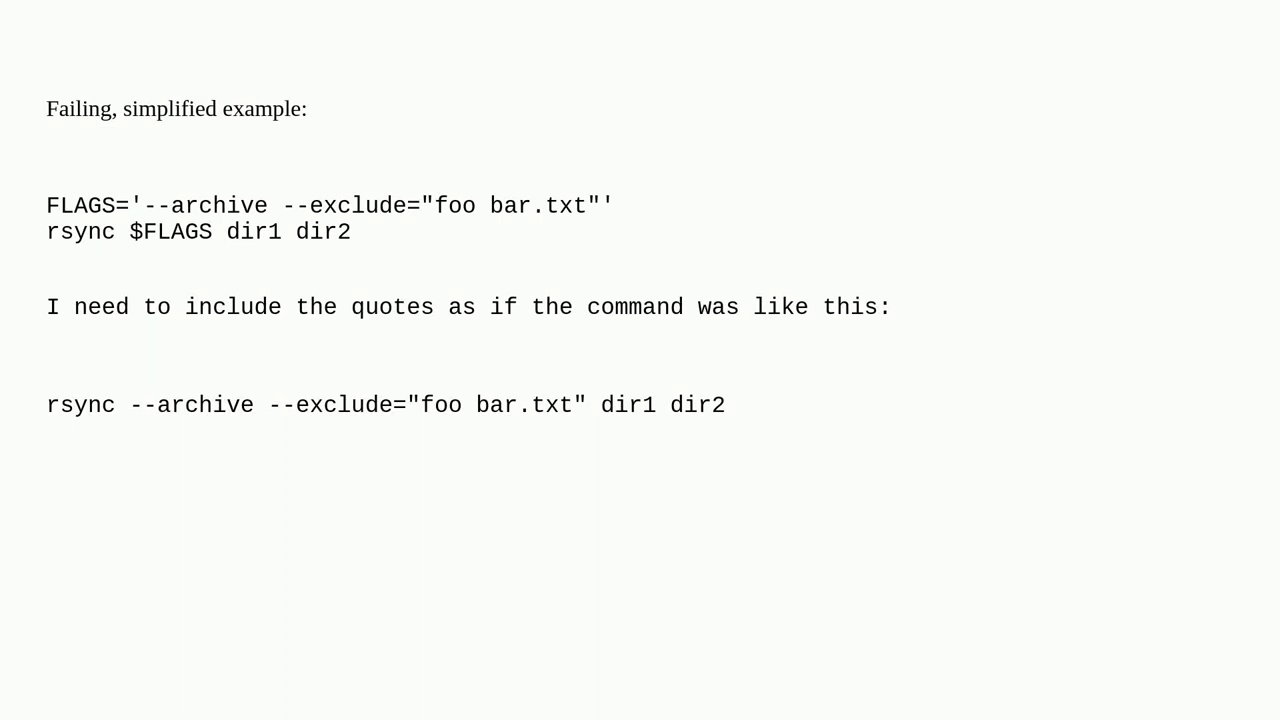 Failing, simplified example:
FLAGS='--archive --exclude="foo bar.txt"'
rsync $FLAGS dir1 dir2
I need to include the quotes as if the command was like this:
rsync --archive --exclude="foo bar.txt" dir1 dir2